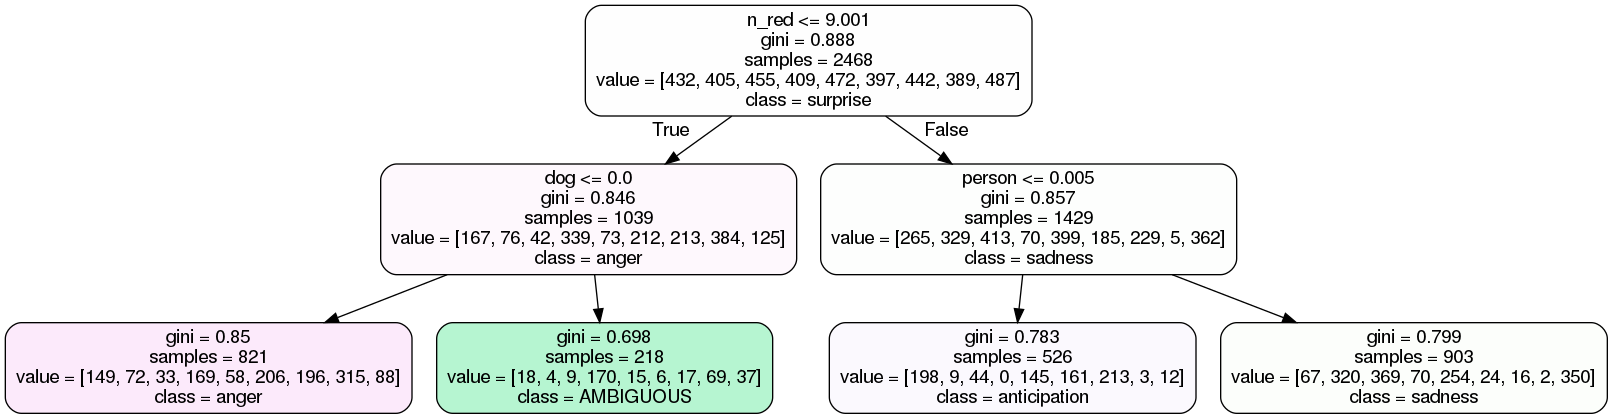 n_red <= 9.001
gini = 0.888
samples = 2468
value = [432, 405, 455, 409, 472, 397, 442, 389, 487]
class = surprise
True
False
dog <= 0.0
gini = 0.846
samples = 1039
value = [167, 76, 42, 339, 73, 212, 213, 384, 125]
class = anger
person <= 0.005
gini = 0.857
samples = 1429
value = [265, 329, 413, 70, 399, 185, 229, 5, 362]
class = sadness
gini = 0.85
samples = 821
value = [149, 72, 33, 169, 58, 206, 196, 315, 88]
class = anger
gini = 0.698
samples = 218
value = [18, 4, 9, 170, 15, 6, 17, 69, 37]
class = AMBIGUOUS
gini = 0.783
samples = 526
value = [198, 9, 44, 0, 145, 161, 213, 3, 12]
class = anticipation
gini = 0.799
samples = 903
value = [67, 320, 369, 70, 254, 24, 16, 2, 350]
class = sadness